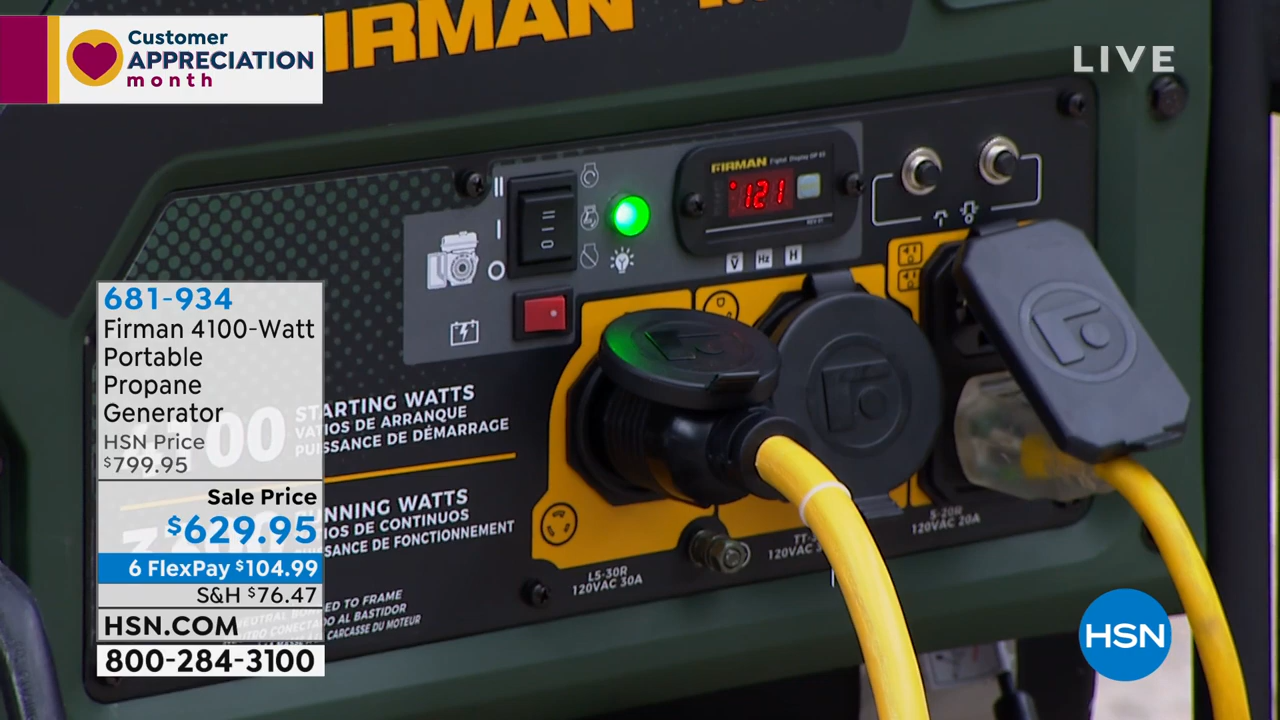 Customer
APPRECIATION
month
FIRMAN
LIVE
II
I
O
FIRMAN Digital Display
121
V Hz H
681-934
Firman 4100-Watt
Portable
Propane
Generator
HSN Price
$799.95
Sale Price
$629.95
6 FlexPay $104.99
S&H $76.47
HSN.COM
800-284-3100
STARTING WATTS
VATIOS DE ARRANQUE
PUISSANCE DE DÉMARRAGE
RUNNING WATTS
VATIOS DE CONTINUOS
PUISSANCE DE FONCTIONNEMENT
L5-30R
120VAC 30A
5-20R
120VAC 20A
HSN